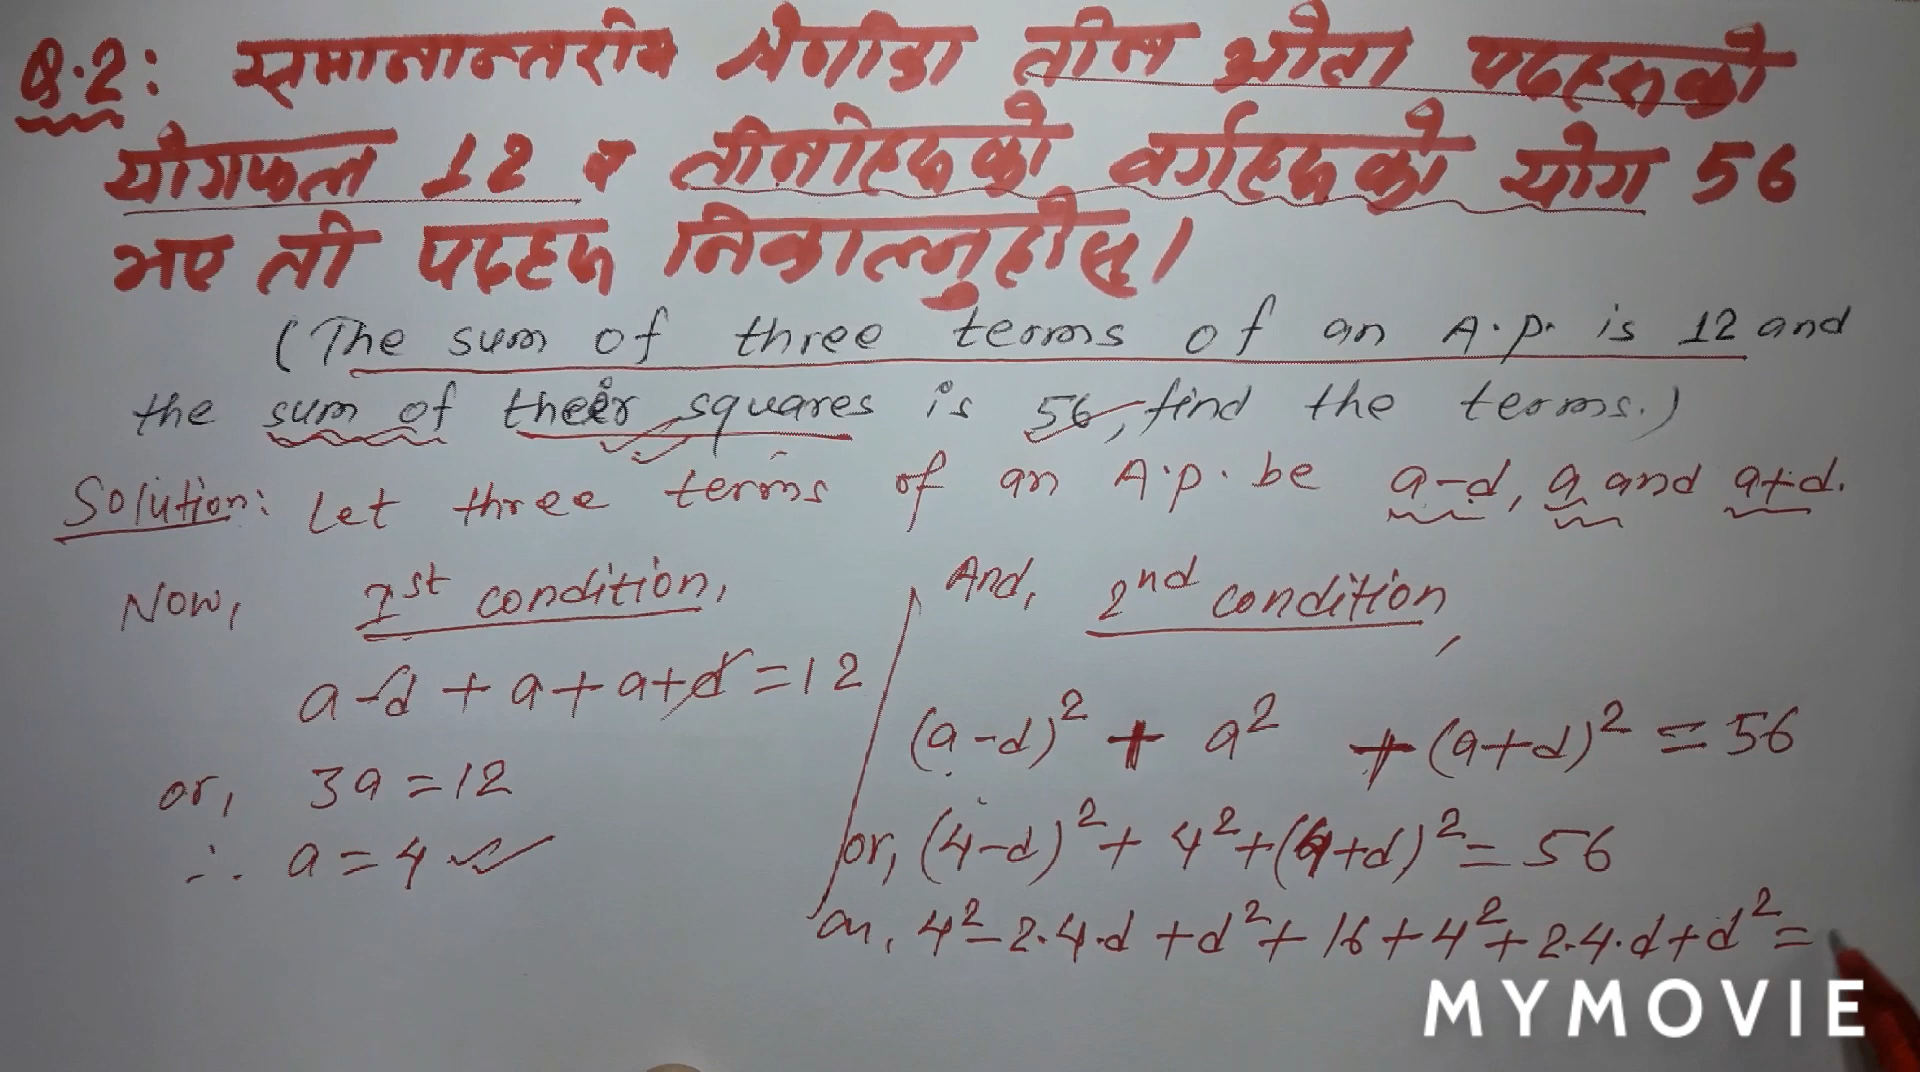 Q.2: समानान्तरीय श्रेणीका तीन ओटा पदहरूको
योगफल 12 र तीनोहरूको वर्गहरूको योग 56
भए ती पदहरू निकाल्नुहोस् ।
(The sum of three terms of an A.P. is 12 and
the sum of their squares is 56, find the terms.)
Solution: Let three terms of an A.P. be a-d, a and a+d.
Now, 1st condition,
a-d + a + a+d = 12
or, 3a = 12
∴ a = 4
And, 2nd condition,
(a-d)² + a² + (a+d)² = 56
or, (4-d)² + 4² + (4+d)² = 56
or, 4² - 2.4.d + d² + 16 + 4² + 2.4.d + d² =
MYMOVIE